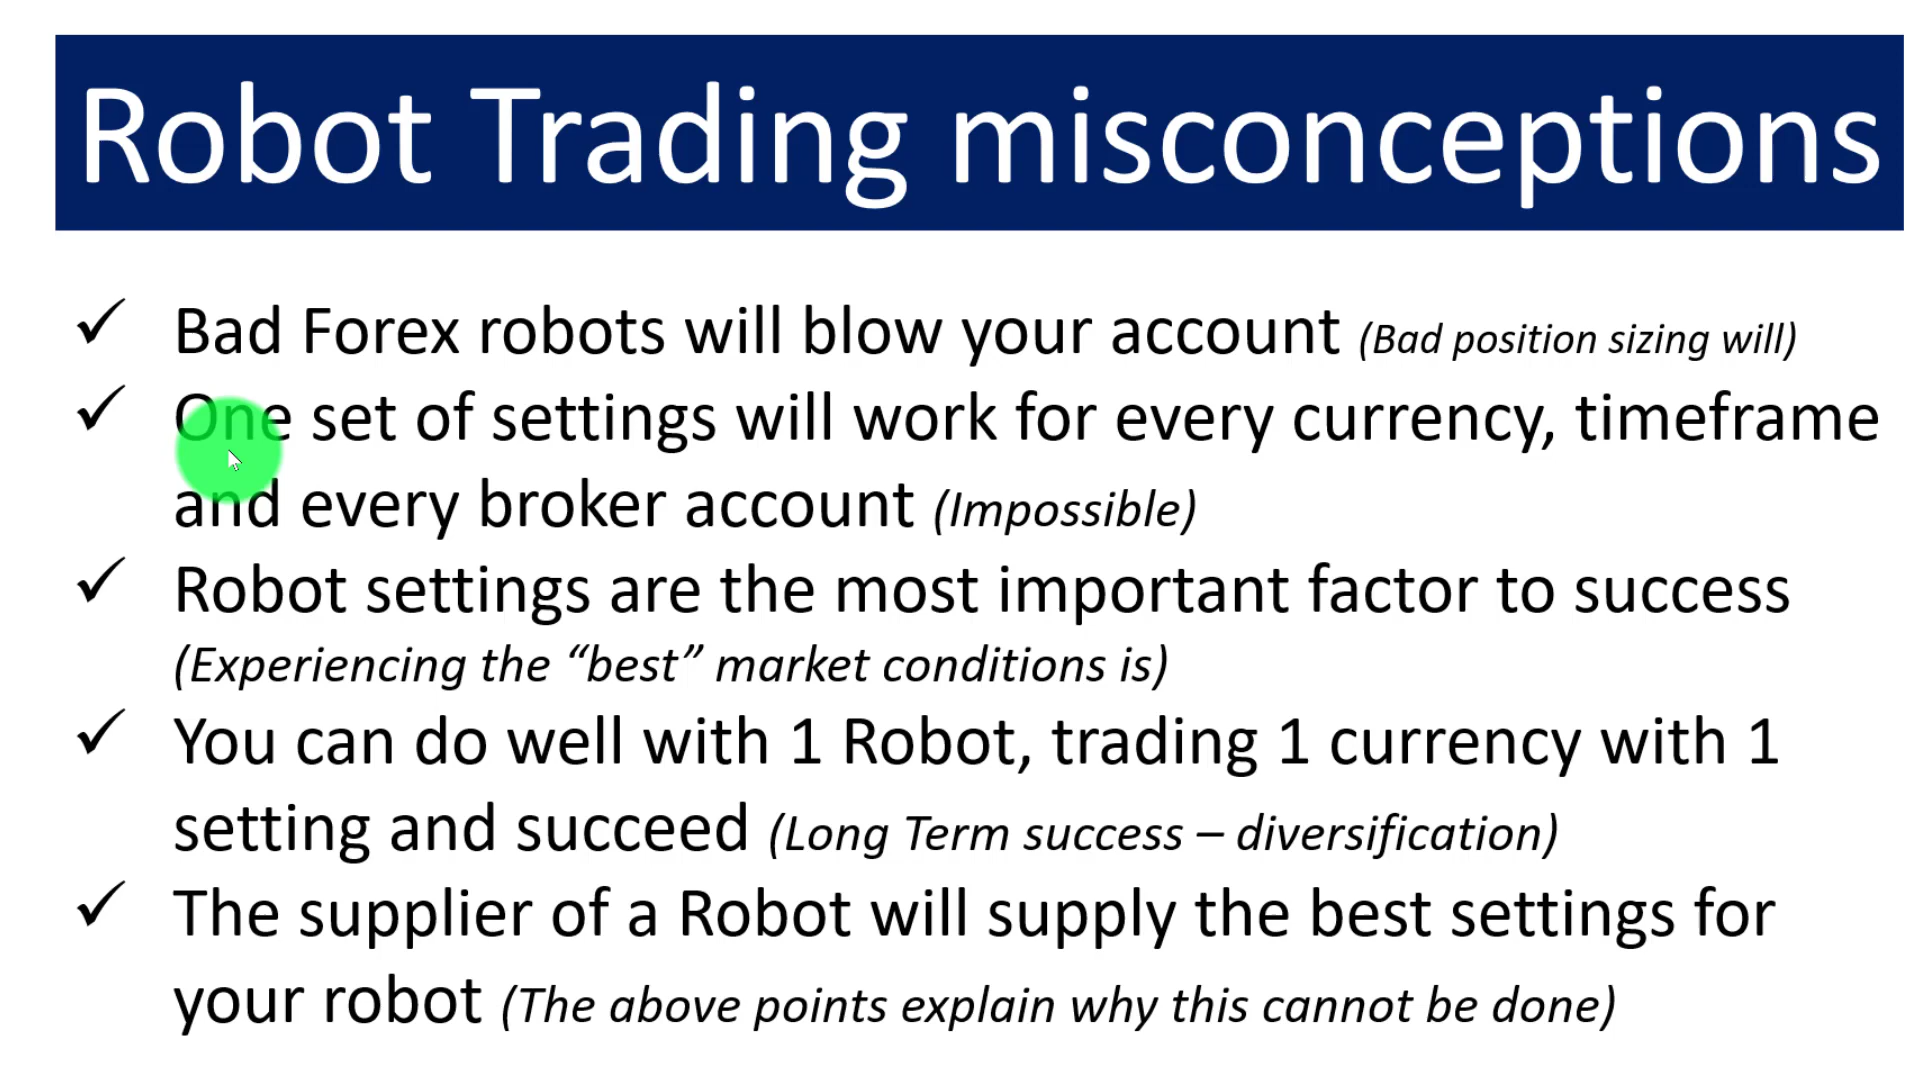 Robot Trading misconceptions
✓ Bad Forex robots will blow your account (Bad position sizing will)
✓ One set of settings will work for every currency, timeframe
and every broker account (Impossible)
✓ Robot settings are the most important factor to success
(Experiencing the “best” market conditions is)
✓ You can do well with 1 Robot, trading 1 currency with 1
setting and succeed (Long Term success – diversification)
✓ The supplier of a Robot will supply the best settings for
your robot (The above points explain why this cannot be done)